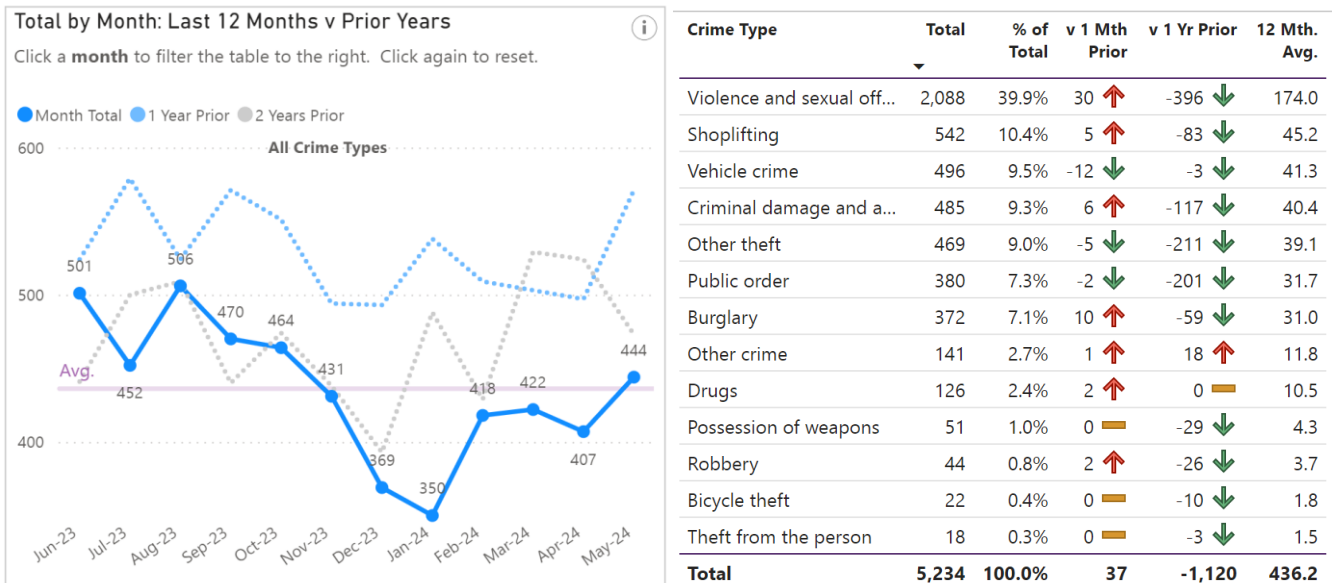 Total by Month: Last 12 Months v Prior Years
Click a month to filter the table to the right. Click again to reset.
Month Total 1 Year Prior 2 Years Prior
All Crime Types
600
500
400
Avg.
501
452
506
470
464
431
369
350
418
422
407
444
Jun-23 Jul-23 Aug-23 Sep-23 Oct-23 Nov-23 Dec-23 Jan-24 Feb-24 Mar-24 Apr-24 May-24
Crime Type Total % of Total v 1 Mth Prior v 1 Yr Prior 12 Mth. Avg.
Violence and sexual off... 2,088 39.9% 30 -396 174.0
Shoplifting 542 10.4% 5 -83 45.2
Vehicle crime 496 9.5% -12 -3 41.3
Criminal damage and a... 485 9.3% 6 -117 40.4
Other theft 469 9.0% -5 -211 39.1
Public order 380 7.3% -2 -201 31.7
Burglary 372 7.1% 10 -59 31.0
Other crime 141 2.7% 1 18 11.8
Drugs 126 2.4% 2 0 10.5
Possession of weapons 51 1.0% 0 -29 4.3
Robbery 44 0.8% 2 -26 3.7
Bicycle theft 22 0.4% 0 -10 1.8
Theft from the person 18 0.3% 0 -3 1.5
Total 5,234 100.0% 37 -1,120 436.2